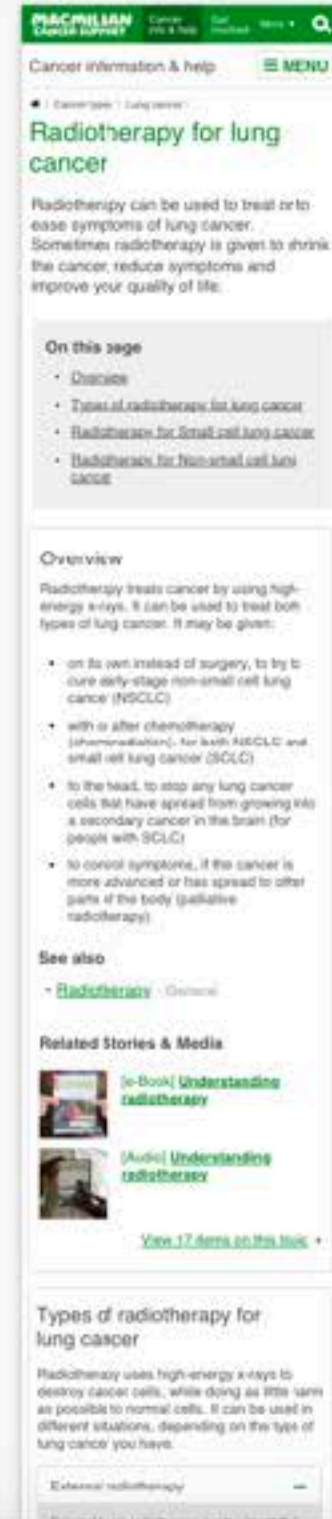 MACMILLAN
CANCER SUPPORT
Cancer
info & help
Get
involved
More
Cancer information & help
MENU
Cancer types
Lung cancer
Radiotherapy for lung
cancer
Radiotherapy can be used to treat or to
ease symptoms of lung cancer.
Sometimes radiotherapy is given to shrink
the cancer, reduce symptoms and
improve your quality of life.
On this page
Overview
Types of radiotherapy for lung cancer
Radiotherapy for Small cell lung cancer
Radiotherapy for Non-small cell lung
cancer
Overview
Radiotherapy treats cancer by using high-
energy x-rays. It can be used to treat both
types of lung cancer. It may be given:
on its own instead of surgery, to try to
cure early-stage non-small cell lung
cancer (NSCLC)
with or after chemotherapy
(chemoradiation), for both NSCLC and
small cell lung cancer (SCLC)
to the head, to stop any lung cancer
cells that have spread from growing into
a secondary cancer in the brain (for
people with SCLC)
to control symptoms, if the cancer is
more advanced or has spread to other
parts of the body (palliative
radiotherapy)
See also
Radiotherapy - General
Related Stories & Media
[e-Book] Understanding
radiotherapy
[Audio] Understanding
radiotherapy
View 17 items on this topic
Types of radiotherapy for
lung cancer
Radiotherapy uses high-energy x-rays to
destroy cancer cells, while doing as little harm
as possible to normal cells. It can be used in
different situations, depending on the type of
lung cancer you have.
External radiotherapy